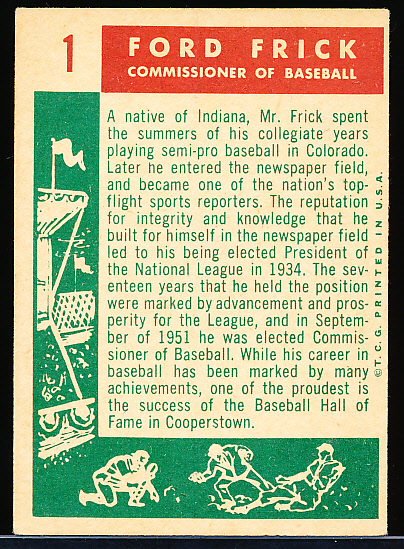 1
FORD FRICK
COMMISSIONER OF BASEBALL
A native of Indiana, Mr. Frick spent
the summers of his collegiate years
playing semi-pro baseball in Colorado.
Later he entered the newspaper field,
and became one of the nation's top-
flight sports reporters. The reputation
for integrity and knowledge that he
built for himself in the newspaper field
led to his being elected President of
the National League in 1934. The sev-
enteen years that he held the position
were marked by advancement and pros-
perity for the League, and in Septem-
ber of 1951 he was elected Commis-
sioner of Baseball. While his career in
baseball has been marked by many
achievements, one of the proudest is
the success of the Baseball Hall of
Fame in Cooperstown.
© T.C.G. PRINTED IN U.S.A.